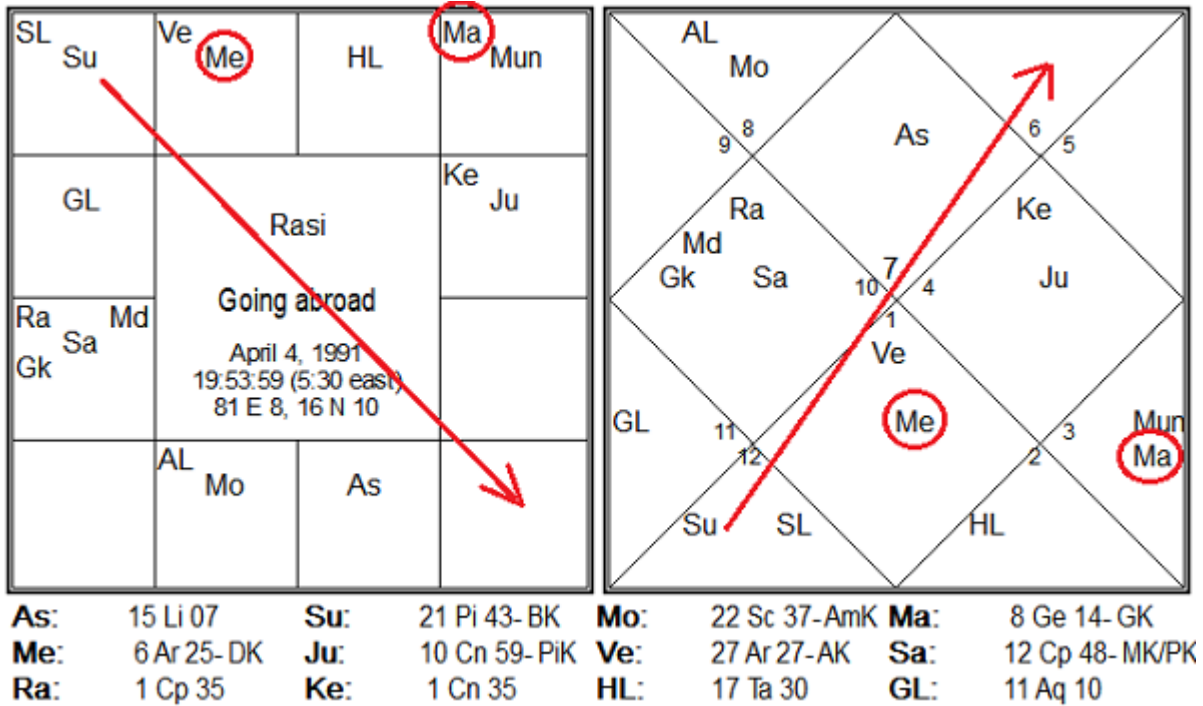 SL Su Ve Me HL Ma Mun
GL Ke Ju
Rasi
Going abroad
April 4, 1991
19:53:59 (5:30 east)
81 E 8, 16 N 10
Ra Md
Sa
Gk
AL Mo As
AL
Mo
As
8
9
6
5
Ra
Md
Gk Sa
Ke
Ju
7
10 4
1
Ve
Me
GL
11
12
3
2
Mun
Ma
Su SL
HL
As: 15 Li 07 Su: 21 Pi 43- BK Mo: 22 Sc 37- AmK Ma: 8 Ge 14- GK
Me: 6 Ar 25- DK Ju: 10 Cn 59- PiK Ve: 27 Ar 27- AK Sa: 12 Cp 48- MK/PK
Ra: 1 Cp 35 Ke: 1 Cn 35 HL: 17 Ta 30 GL: 11 Aq 10